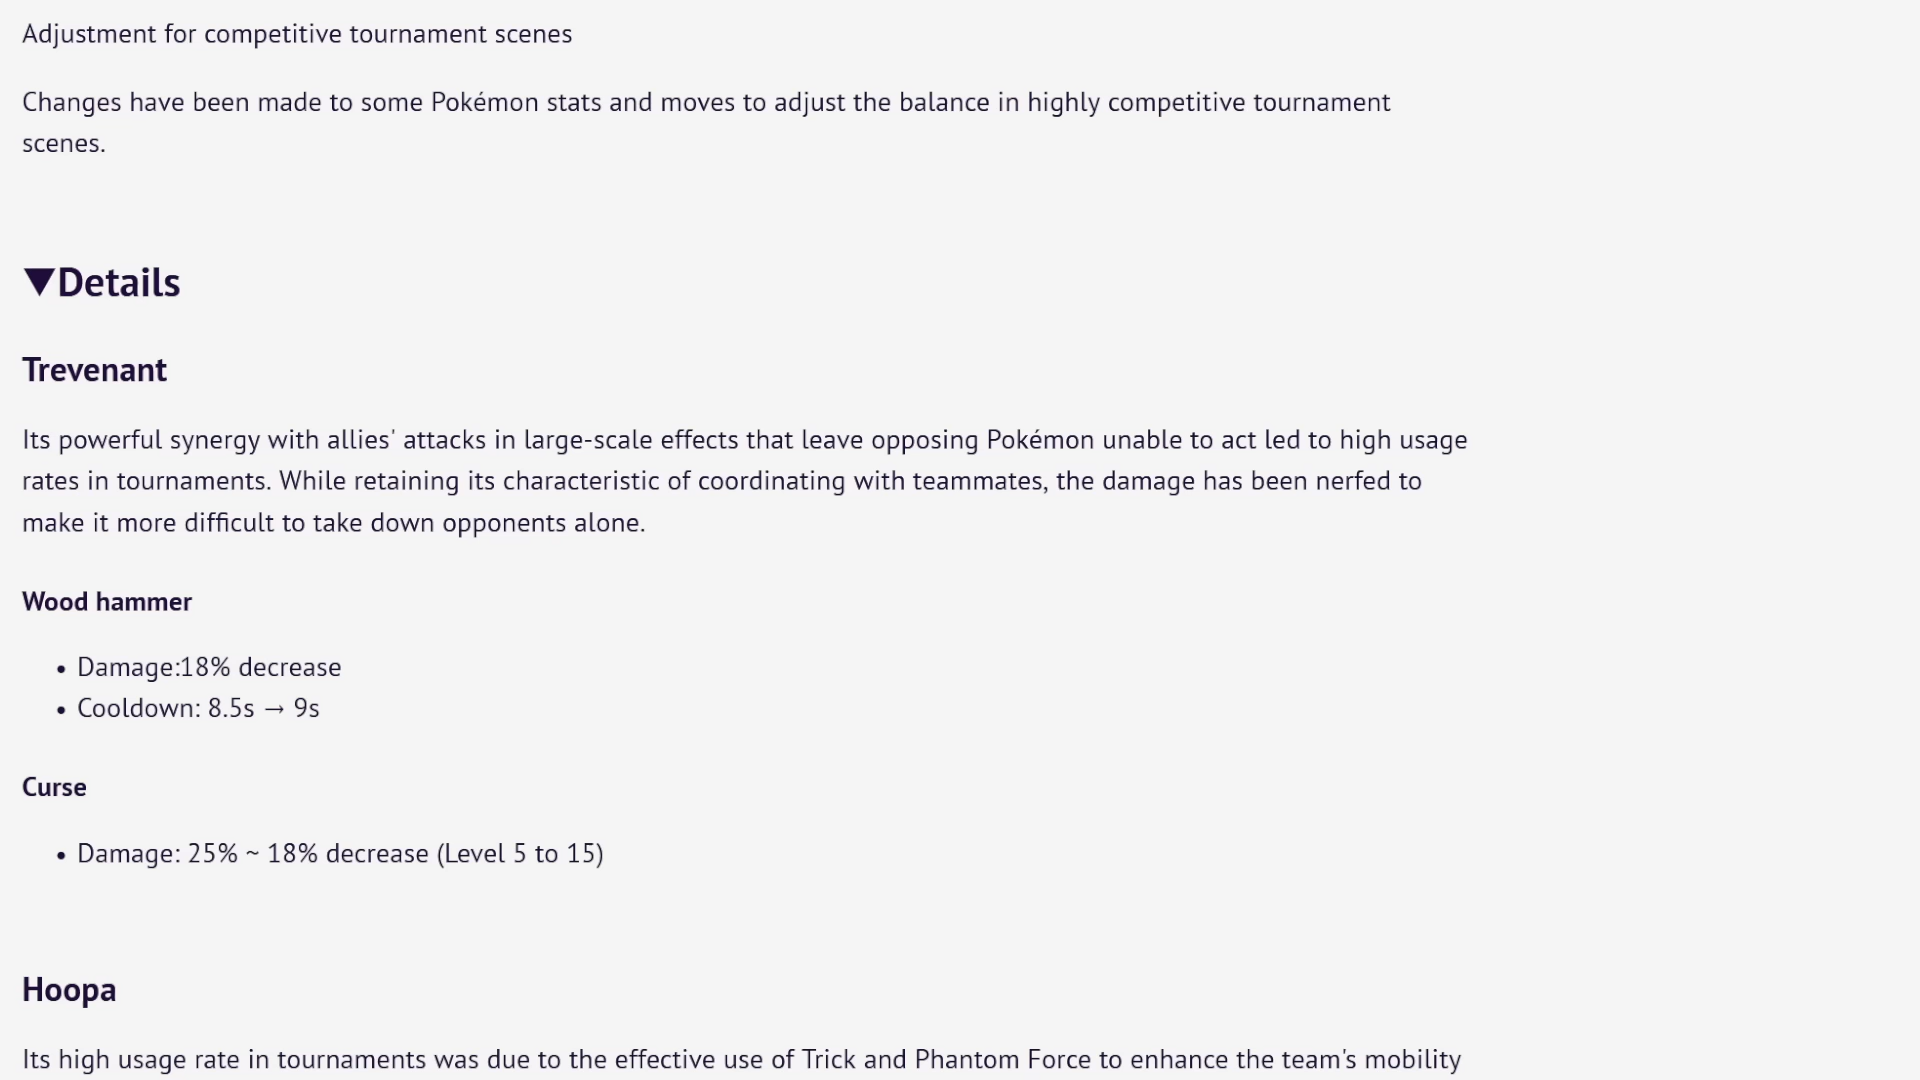 Adjustment for competitive tournament scenes
Changes have been made to some Pokémon stats and moves to adjust the balance in highly competitive tournament
scenes.
▼Details
Trevenant
Its powerful synergy with allies' attacks in large-scale effects that leave opposing Pokémon unable to act led to high usage
rates in tournaments. While retaining its characteristic of coordinating with teammates, the damage has been nerfed to
make it more difficult to take down opponents alone.
Wood hammer
• Damage:18% decrease
• Cooldown: 8.5s → 9s
Curse
• Damage: 25% ~ 18% decrease (Level 5 to 15)
Hoopa
Its high usage rate in tournaments was due to the effective use of Trick and Phantom Force to enhance the team's mobility